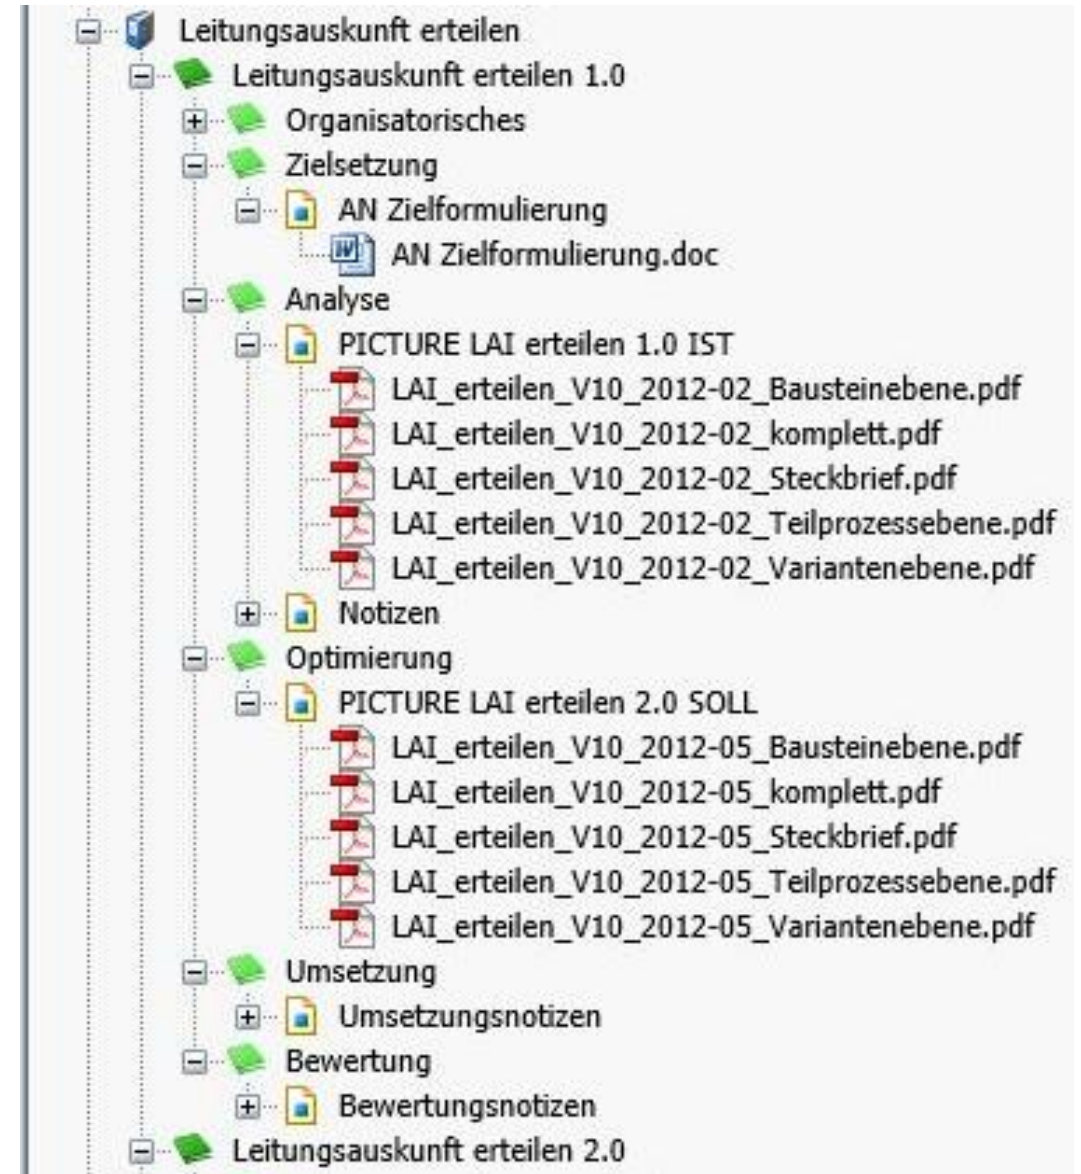 Leitungsauskunft erteilen
Leitungsauskunft erteilen 1.0
Organisatorisches
Zielsetzung
AN Zielformulierung
AN Zielformulierung.doc
Analyse
PICTURE LAI erteilen 1.0 IST
LAI_erteilen_V10_2012-02_Bausteinebene.pdf
LAI_erteilen_V10_2012-02_komplett.pdf
LAI_erteilen_V10_2012-02_Steckbrief.pdf
LAI_erteilen_V10_2012-02_Teilprozessebene.pdf
LAI_erteilen_V10_2012-02_Variantenebene.pdf
Notizen
Optimierung
PICTURE LAI erteilen 2.0 SOLL
LAI_erteilen_V10_2012-05_Bausteinebene.pdf
LAI_erteilen_V10_2012-05_komplett.pdf
LAI_erteilen_V10_2012-05_Steckbrief.pdf
LAI_erteilen_V10_2012-05_Teilprozessebene.pdf
LAI_erteilen_V10_2012-05_Variantenebene.pdf
Umsetzung
Umsetzungsnotizen
Bewertung
Bewertungsnotizen
Leitungsauskunft erteilen 2.0